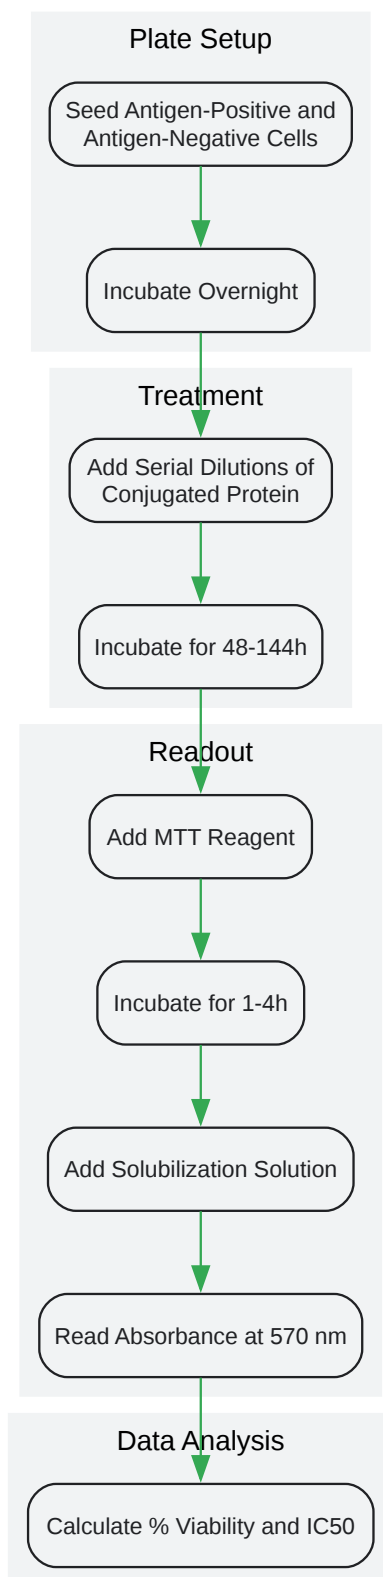 Plate Setup
Seed Antigen-Positive and
Antigen-Negative Cells
Incubate Overnight
Treatment
Add Serial Dilutions of
Conjugated Protein
Incubate for 48-144h
Readout
Add MTT Reagent
Incubate for 1-4h
Add Solubilization Solution
Read Absorbance at 570 nm
Data Analysis
Calculate % Viability and IC50